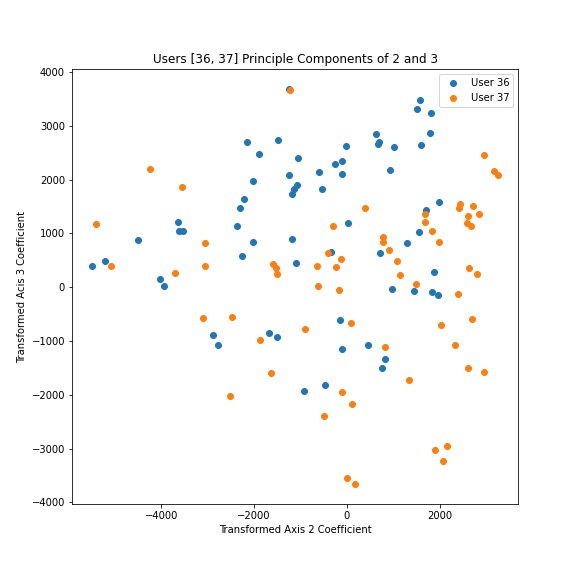 Users [36, 37] Principle Components of 2 and 3
User 36
User 37
Transformed Acis 3 Coefficient
4000
3000
2000
1000
0
−1000
−2000
−3000
−4000
−4000 −2000 0 2000
Transformed Axis 2 Coefficient